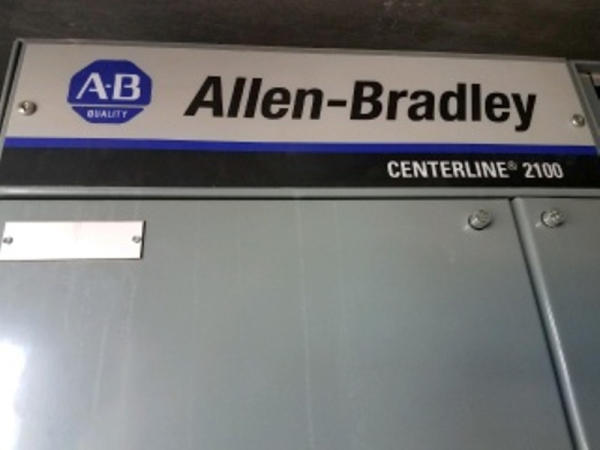 A-B
QUALITY
Allen-Bradley
CENTERLINE® 2100